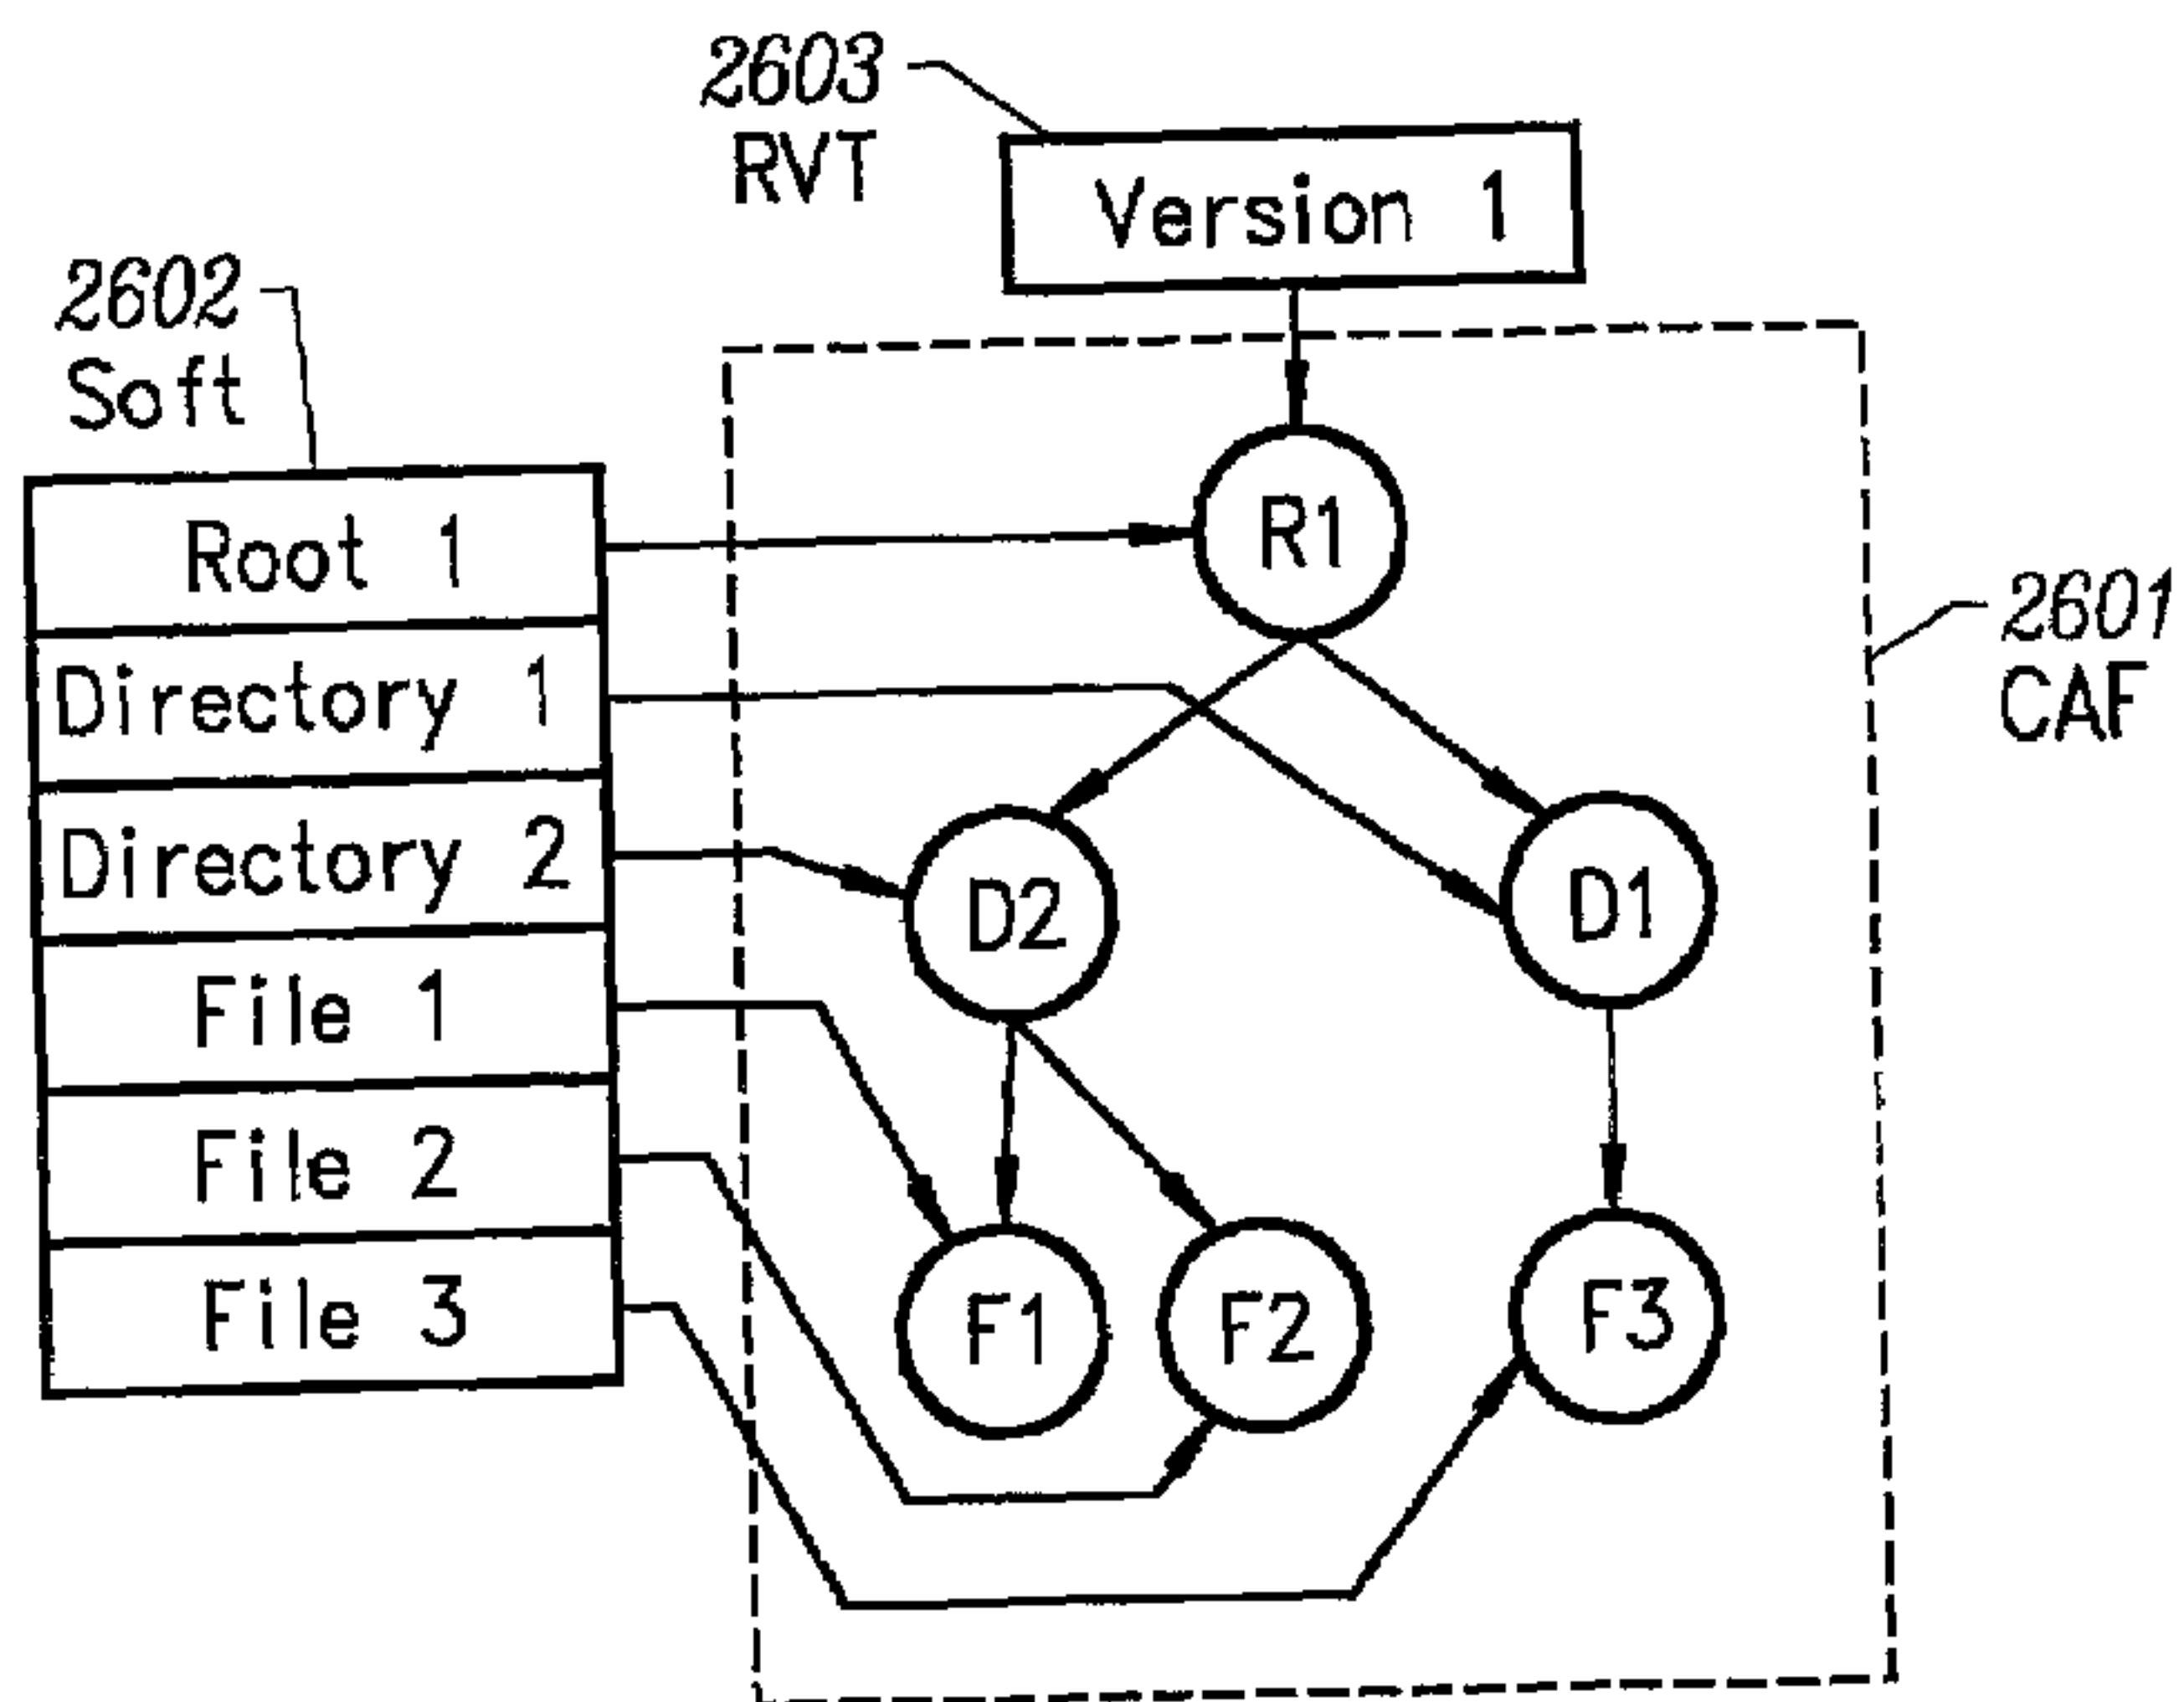 2603
RVT
Version 1
2602
Soft
Root 1
R1
2601
CAF
Directory 1
Directory 2
D2
D1
File 1
File 2
File 3
F1
F2
F3